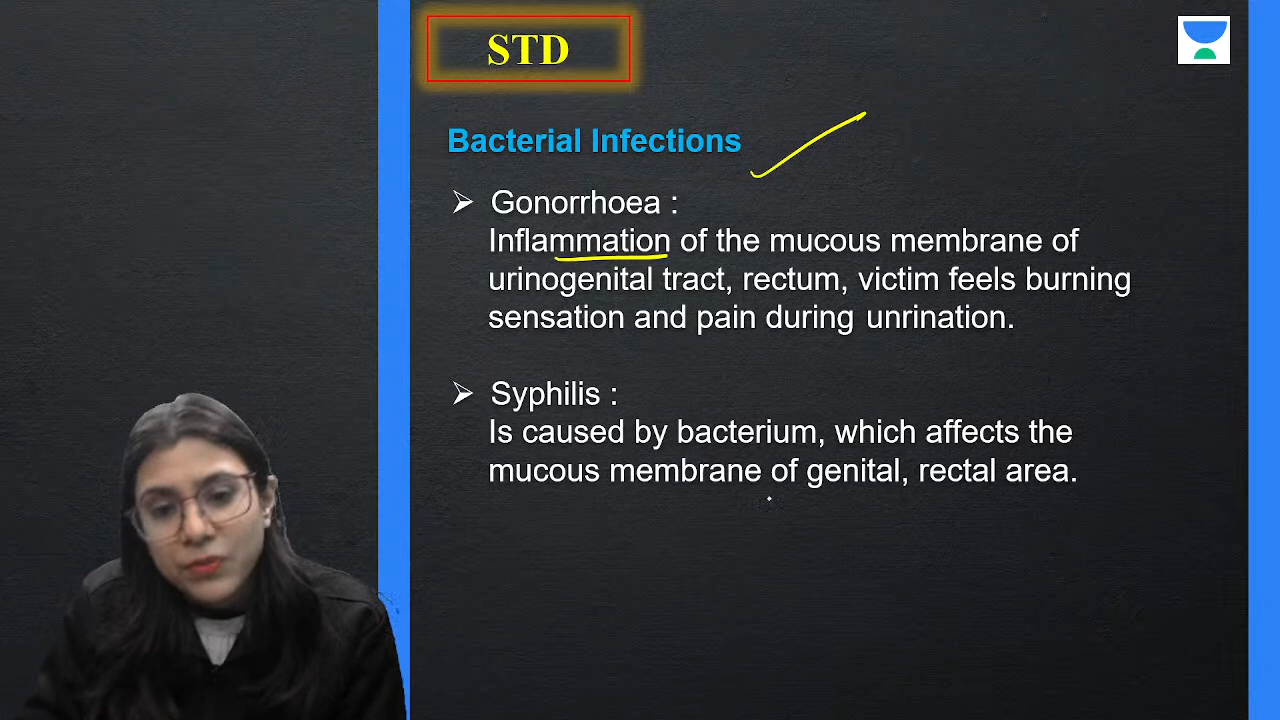 STD
Bacterial Infections
➢ Gonorrhoea :
Inflammation of the mucous membrane of
urinogenital tract, rectum, victim feels burning
sensation and pain during unrination.
➢ Syphilis :
Is caused by bacterium, which affects the
mucous membrane of genital, rectal area.